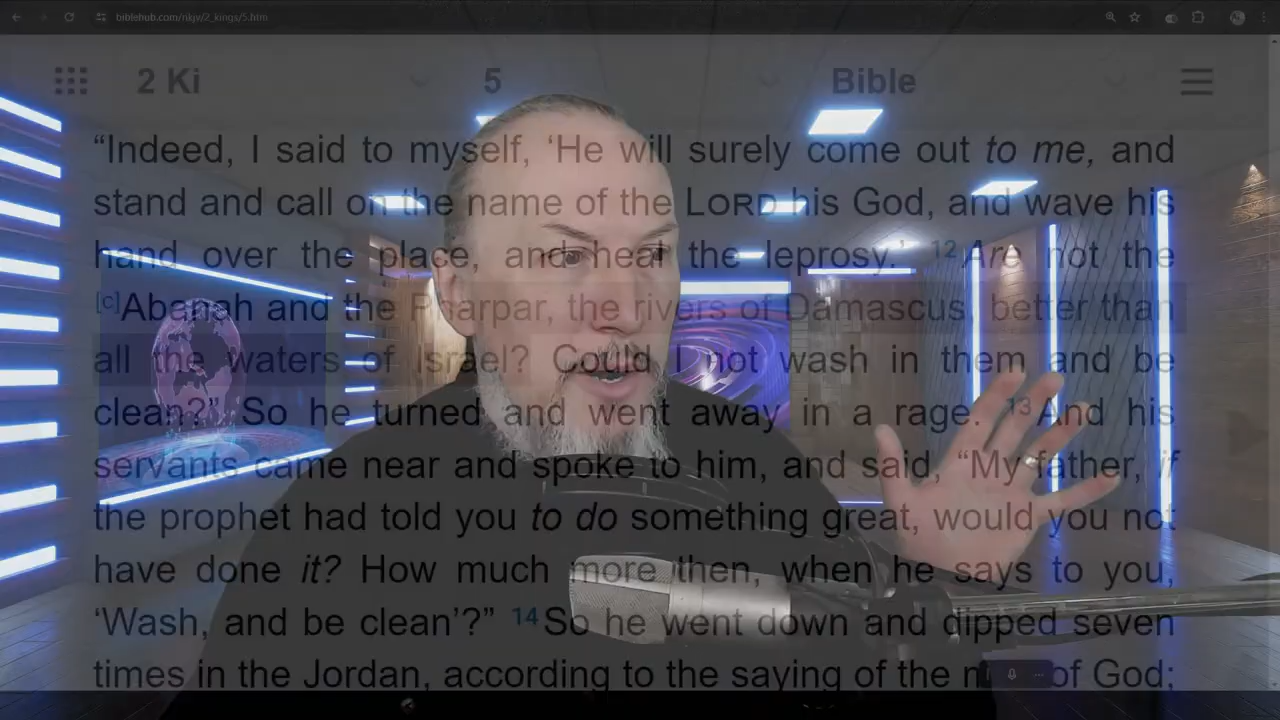 biblehub.com/nkjv/2_kings/5.htm
2 Ki 5 Bible
“Indeed, I said to myself, ‘He will surely come out to me, and
stand and call on the name of the LORD his God, and wave his
hand over the place, and heal the leprosy.’ 12 Are not the
[c]Abanah and the Pharpar, the rivers of Damascus, better than
all the waters of Israel? Could I not wash in them and be
clean?” So he turned and went away in a rage. 13 And his
servants came near and spoke to him, and said, “My father, if
the prophet had told you to do something great, would you not
have done it? How much more then, when he says to you,
‘Wash, and be clean’?” 14 So he went down and dipped seven
times in the Jordan, according to the saying of the man of God;